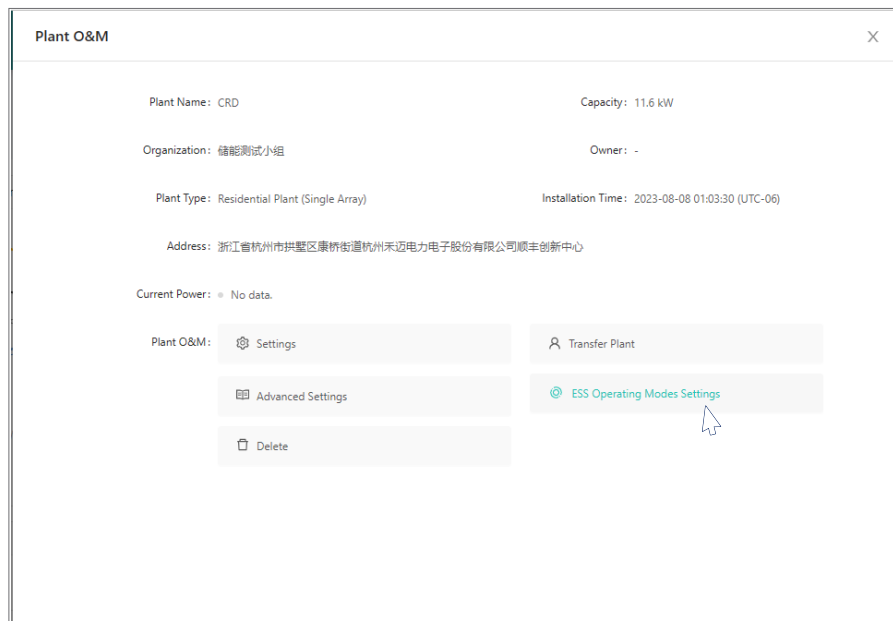 Plant O&M
Plant Name: CRD
Capacity: 11.6 kW
Organization: 储能测试小组
Owner: -
Plant Type: Residential Plant (Single Array)
Installation Time: 2023-08-08 01:03:30 (UTC-06)
Address: 浙江省杭州市拱墅区康桥街道杭州禾迈电力电子股份有限公司顺丰创新中心
Current Power: No data.
Plant O&M:
Settings
Transfer Plant
Advanced Settings
ESS Operating Modes Settings
Delete